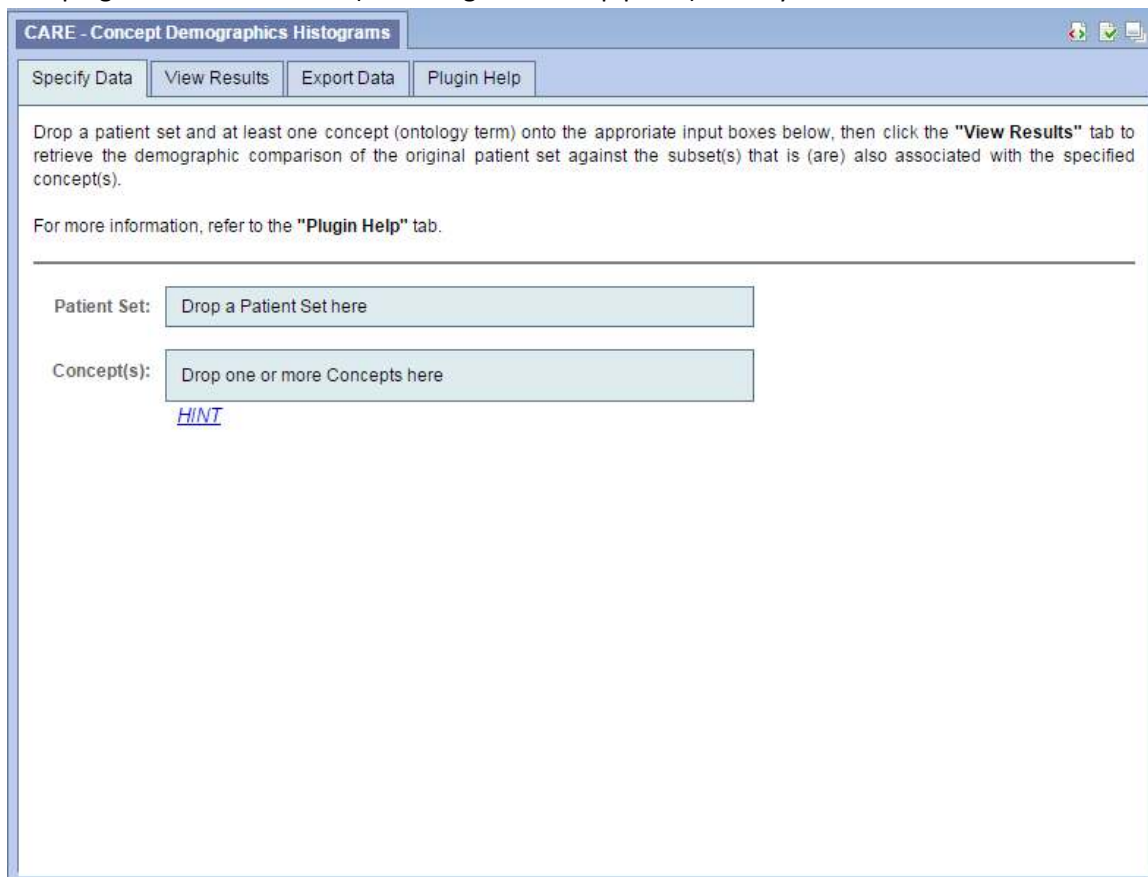 CARE - Concept Demographics Histograms
Specify Data View Results Export Data Plugin Help
Drop a patient set and at least one concept (ontology term) onto the approriate input boxes below, then click the "View Results" tab to
retrieve the demographic comparison of the original patient set against the subset(s) that is (are) also associated with the specified
concept(s).
For more information, refer to the "Plugin Help" tab.
Patient Set: Drop a Patient Set here
Concept(s): Drop one or more Concepts here
HINT